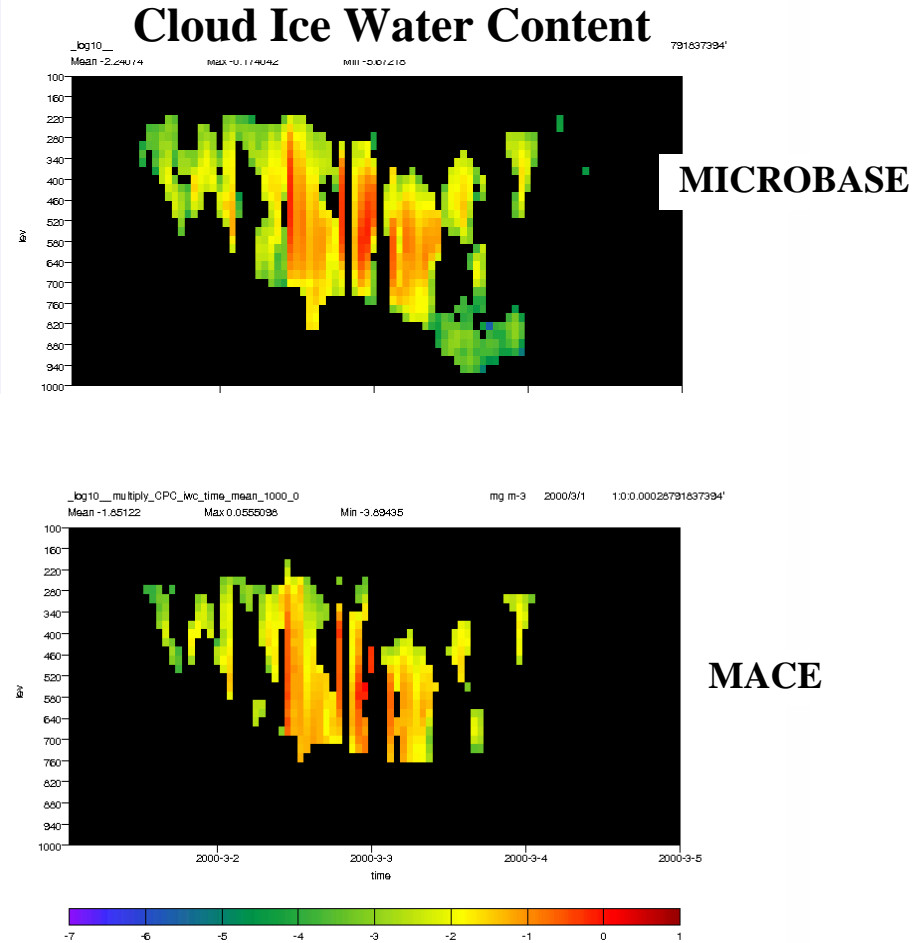 Cloud Ice Water Content
_log10__ 791837394'
Mean -2.24074 Max -0.174042 Min -5.67218
100
160
220
280
340
400
460
520
580
640
700
760
820
880
940
1000
lev
MICROBASE
_log10__multiply_CPC_iwc_time_mean_1000_0 mg m-3 2000/3/1 1:0:0.00028791837394'
Mean -1.85122 Max 0.0555098 Min -3.89435
100
160
220
280
340
400
460
520
580
640
700
760
820
880
940
1000
lev
MACE
2000-3-2 2000-3-3 2000-3-4 2000-3-5
time
-7 -6 -5 -4 -3 -2 -1 0 1